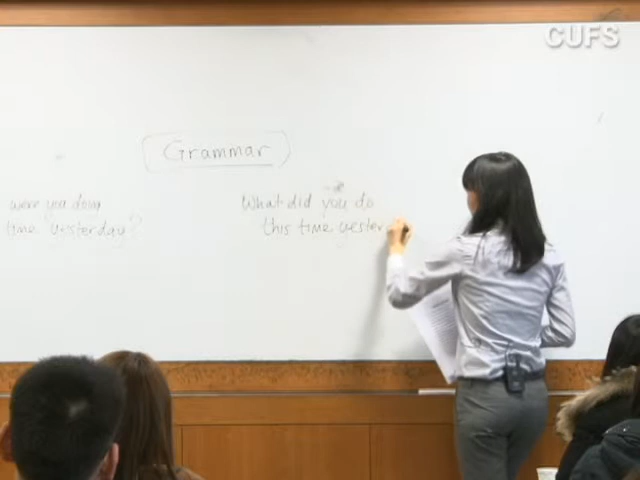 CUFS
Grammar
were you doing
time yesterday?
What did you do
this time yester